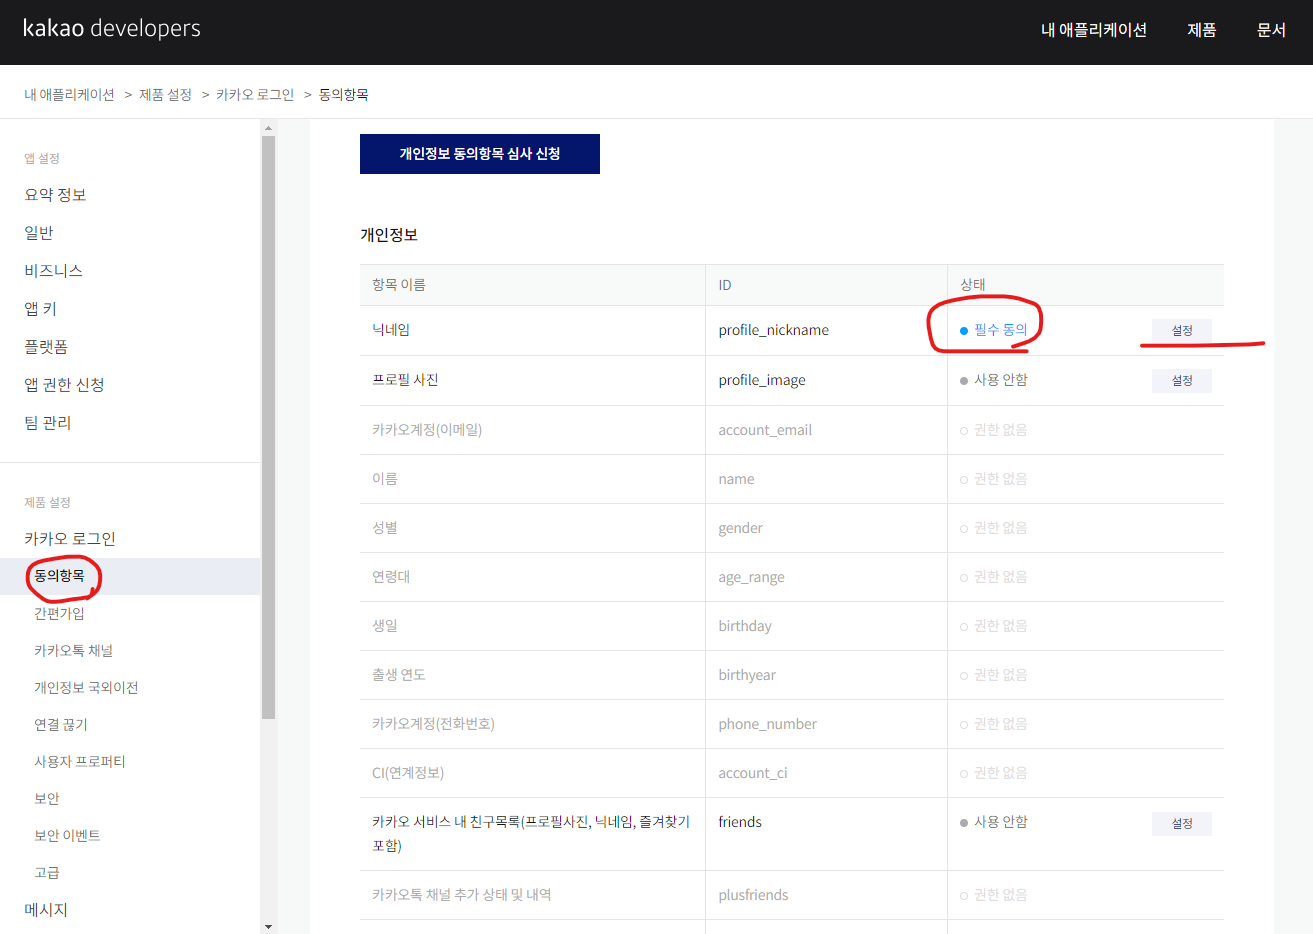 kakao developers
내 애플리케이션 제품 문서
내 애플리케이션 > 제품 설정 > 카카오 로그인 > 동의항목
앱 설정
요약 정보
일반
비즈니스
앱 키
플랫폼
앱 권한 신청
팀 관리
제품 설정
카카오 로그인
동의항목
간편가입
카카오톡 채널
개인정보 국외이전
연결 끊기
사용자 프로퍼티
보안
보안 이벤트
고급
메시지
개인정보 동의항목 심사 신청
개인정보
항목 이름 ID 상태
닉네임 profile_nickname 필수 동의 설정
프로필 사진 profile_image 사용 안함 설정
카카오계정(이메일) account_email 권한 없음
이름 name 권한 없음
성별 gender 권한 없음
연령대 age_range 권한 없음
생일 birthday 권한 없음
출생 연도 birthyear 권한 없음
카카오계정(전화번호) phone_number 권한 없음
CI(연계정보) account_ci 권한 없음
카카오 서비스 내 친구목록(프로필사진, 닉네임, 즐겨찾기 friends 사용 안함 설정
포함)
카카오톡 채널 추가 상태 및 내역 plusfriends 권한 없음